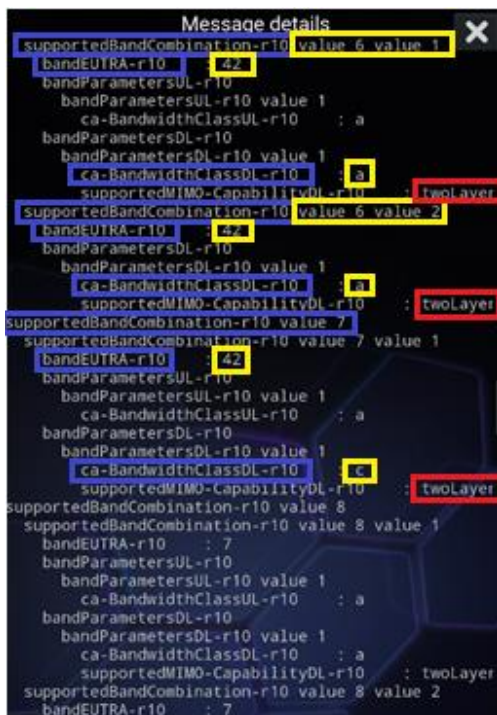 Message details
supportedBandCombination-r10 value 6 value 1
bandEUTRA-r10 : 42
bandParametersUL-r10
bandParametersUL-r10 value 1
ca-BandwidthClassUL-r10 : a
bandParametersDL-r10
bandParametersDL-r10 value 1
ca-BandwidthClassDL-r10 : a
supportedMIMO-CapabilityDL-r10 : twoLayer
supportedBandCombination-r10 value 6 value 2
bandEUTRA-r10 : 42
bandParametersDL-r10
bandParametersDL-r10 value 1
ca-BandwidthClassDL-r10 : a
supportedMIMO-CapabilityDL-r10 : twoLayer
supportedBandCombination-r10 value 7
supportedBandCombination-r10 value 7 value 1
bandEUTRA-r10 : 42
bandParametersUL-r10
bandParametersUL-r10 value 1
ca-BandwidthClassUL-r10 : a
bandParametersDL-r10
bandParametersDL-r10 value 1
ca-BandwidthClassDL-r10 : c
supportedMIMO-CapabilityDL-r10 : twoLayer
supportedBandCombination-r10 value 8
supportedBandCombination-r10 value 8 value 1
bandEUTRA-r10 : 7
bandParametersUL-r10
bandParametersUL-r10 value 1
ca-BandwidthClassUL-r10 : a
bandParametersDL-r10
bandParametersDL-r10 value 1
ca-BandwidthClassDL-r10 : a
supportedMIMO-CapabilityDL-r10 : twoLayer
supportedBandCombination-r10 value 8 value 2
bandEUTRA-r10 : 7